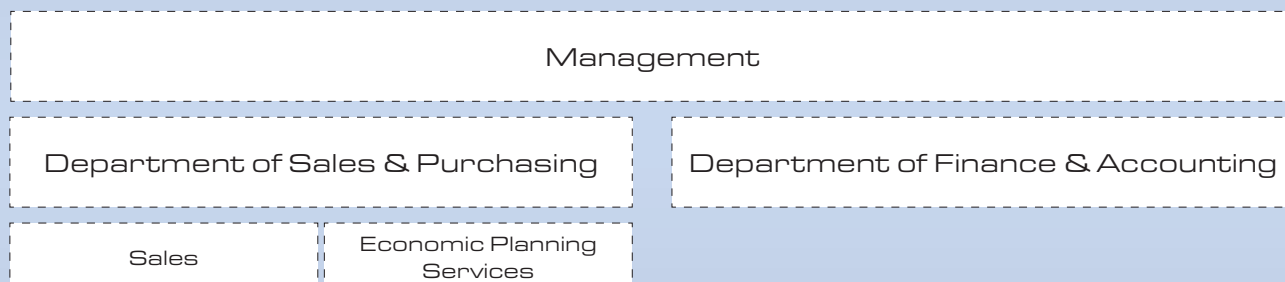 Management
Department of Sales & Purchasing
Department of Finance & Accounting
Sales
Economic Planning
Services